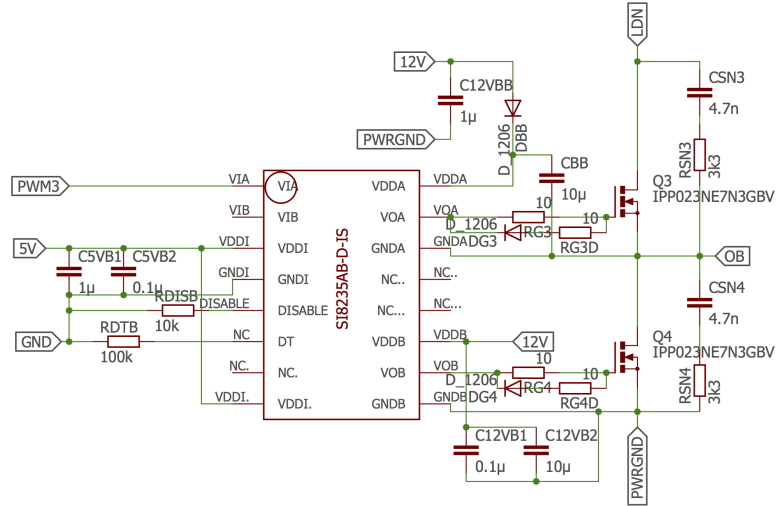 LDN
12V
CSN3
4.7n
C12VBB
1µ
D_1206
DBB
PWRGND
RSN3
3k3
CBB
10µ
PWM3
VIA
VIA
VDDA
VDDA
Q3
IPP023NE7N3GBV
VIB
VIB
VOA
VOA
10
10
D_1206
DG3
RG3
RG3D
5V
VDDI
VDDI
GNDA
GNDA
OB
C5VB1
1µ
C5VB2
0.1µ
GNDI
GNDI
NC..
NC..
SI8235AB-D-IS
CSN4
4.7n
RDISB
10k
DISABLE
DISABLE
NC...
NC...
GND
RDTB
100k
NC
DT
VDDB
VDDB
12V
Q4
IPP023NE7N3GBV
NC.
NC.
VOB
VOB
10
10
D_1206
DG4
RG4
RG4D
RSN4
3k3
VDDI.
VDDI.
GNDB
GNDB
C12VB1
0.1µ
C12VB2
10µ
PWRGND